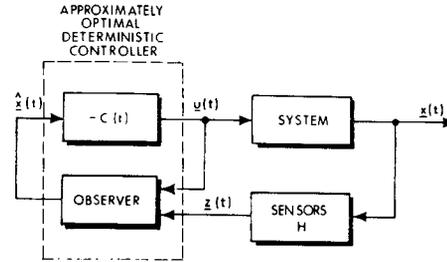 APPROXIMATELY
OPTIMAL
DETERMINISTIC
CONTROLLER
x̂(t)
-C(t)
u(t)
SYSTEM
x(t)
OBSERVER
z(t)
SENSORS
H